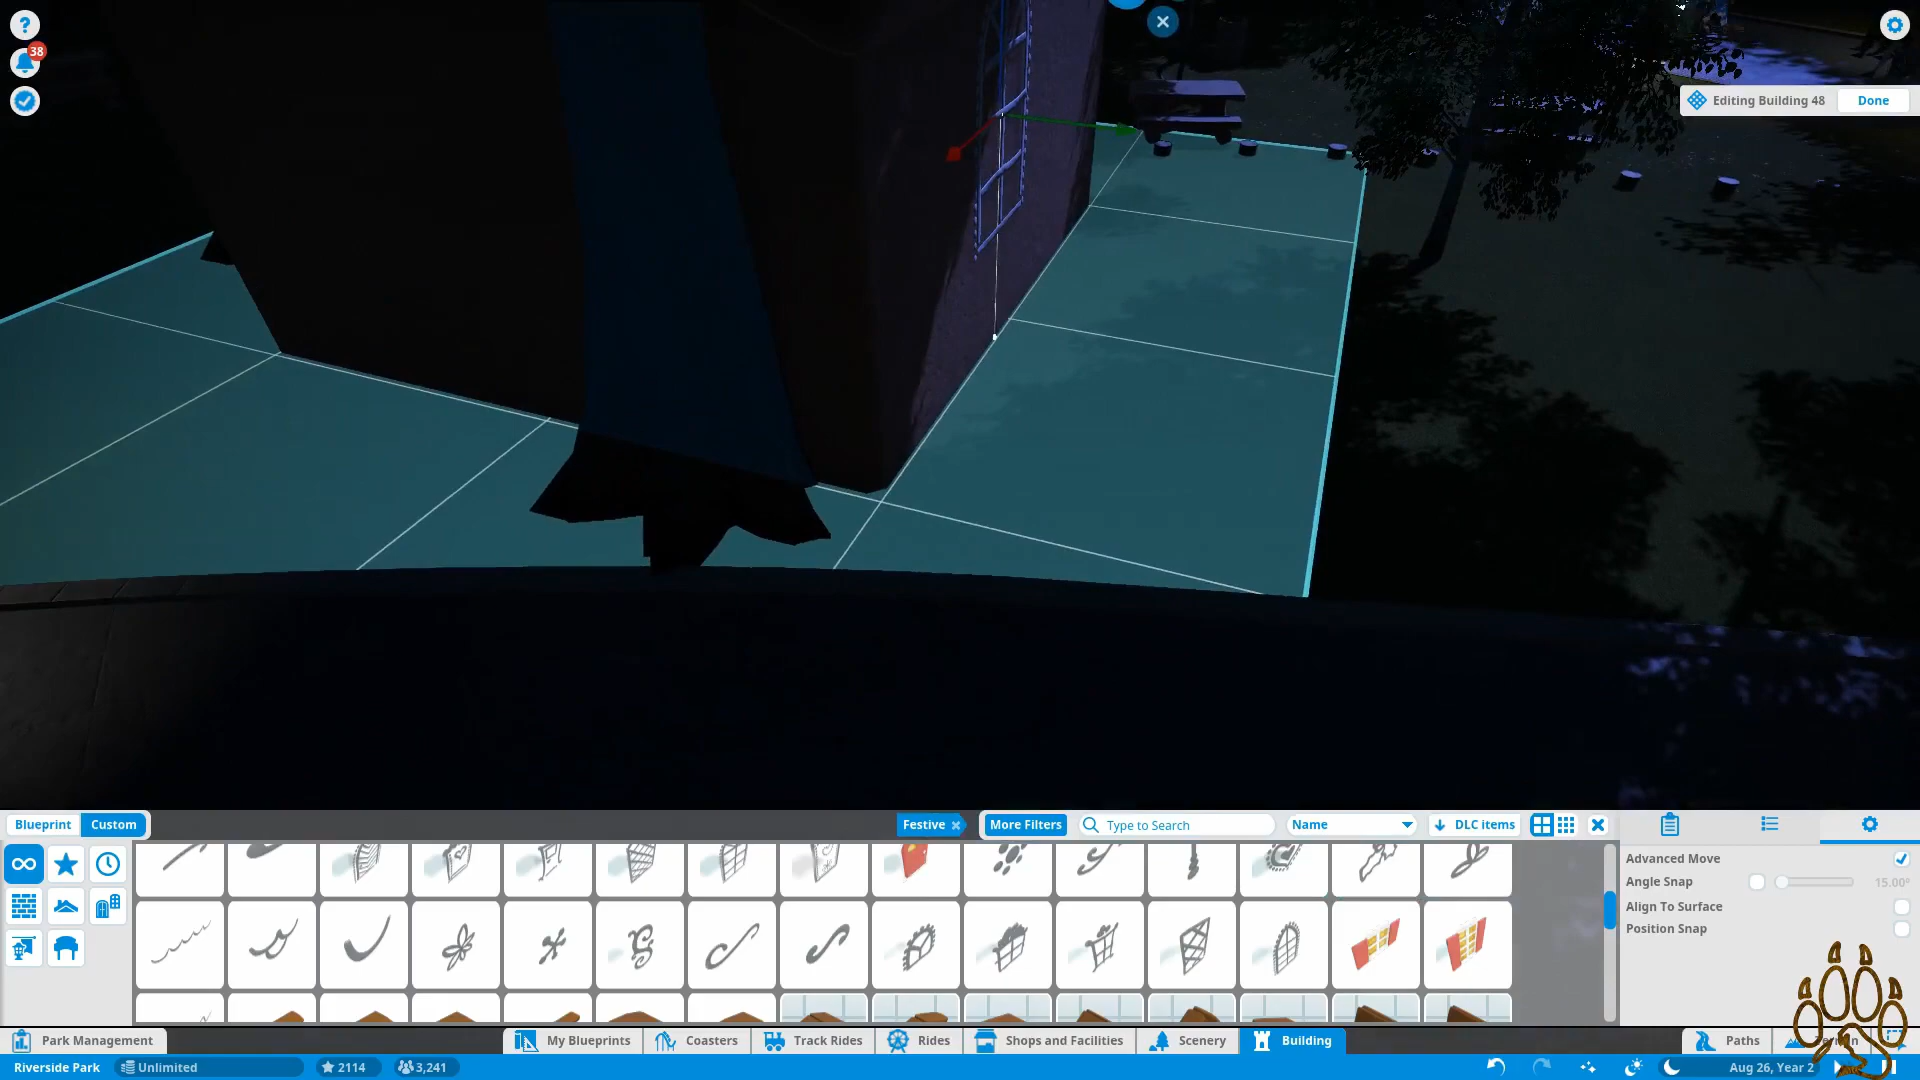 ?
38
Editing Building 48
Done
Blueprint
Custom
Festive
More Filters
Type to Search
Name
DLC items
Advanced Move
Angle Snap
15.00°
Align To Surface
Position Snap
Park Management
My Blueprints
Coasters
Track Rides
Rides
Shops and Facilities
Scenery
Building
Paths
Riverside Park
Unlimited
2114
3,241
Aug 26, Year 2